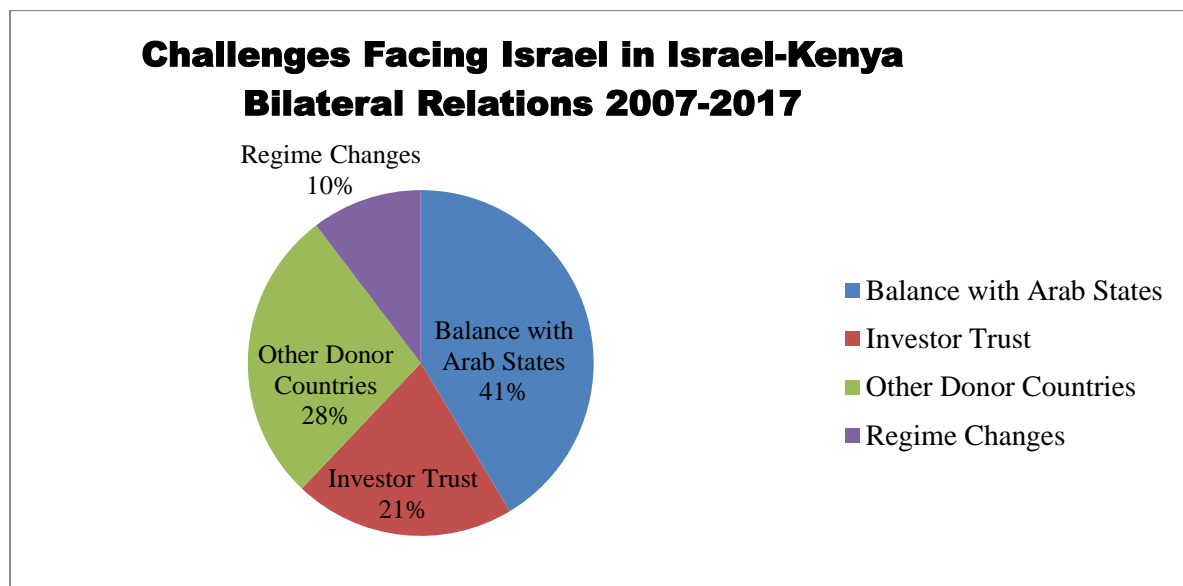 Challenges Facing Israel in Israel-Kenya
Bilateral Relations 2007-2017
Regime Changes
10%
Balance with
Arab States
41%
Other Donor
Countries
28%
Investor Trust
21%
Balance with Arab States
Investor Trust
Other Donor Countries
Regime Changes